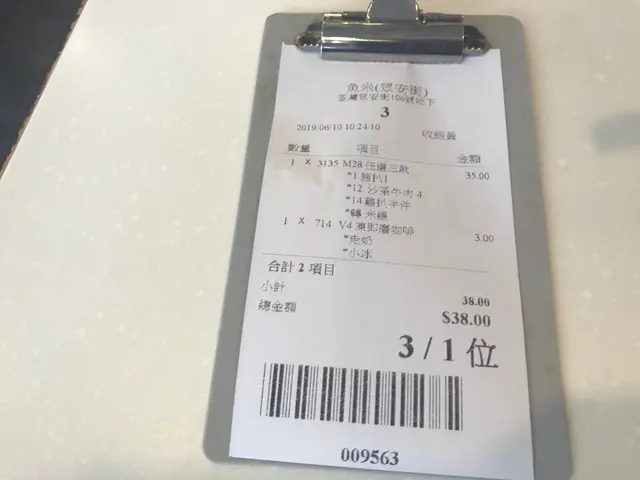 魚米(眾安街)
荃灣眾安街106號地下
3
2019/06/10 10:24:10 收銀員
數量 項目 金額
1 X 3135 M28 任選三款 35.00
*1 豬扒1
*12 沙茶牛肉 4
*14 雞扒半件
*轉 米線
1 X 714 V4 凍即磨咖啡 3.00
*走奶
*小冰
合計 2 項目
小計 38.00
總金額 $38.00
3 / 1 位
009563